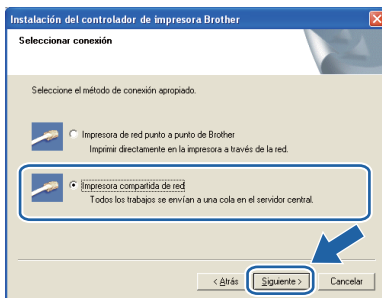 Instalación del controlador de impresora Brother
Seleccionar conexión
Seleccione el método de conexión apropiado.
Impresora de red punto a punto de Brother
Imprimir directamente en la impresora a través de la red.
Impresora compartida de red
Todos los trabajos se envían a una cola en el servidor central.
< Atrás Siguiente > Cancelar